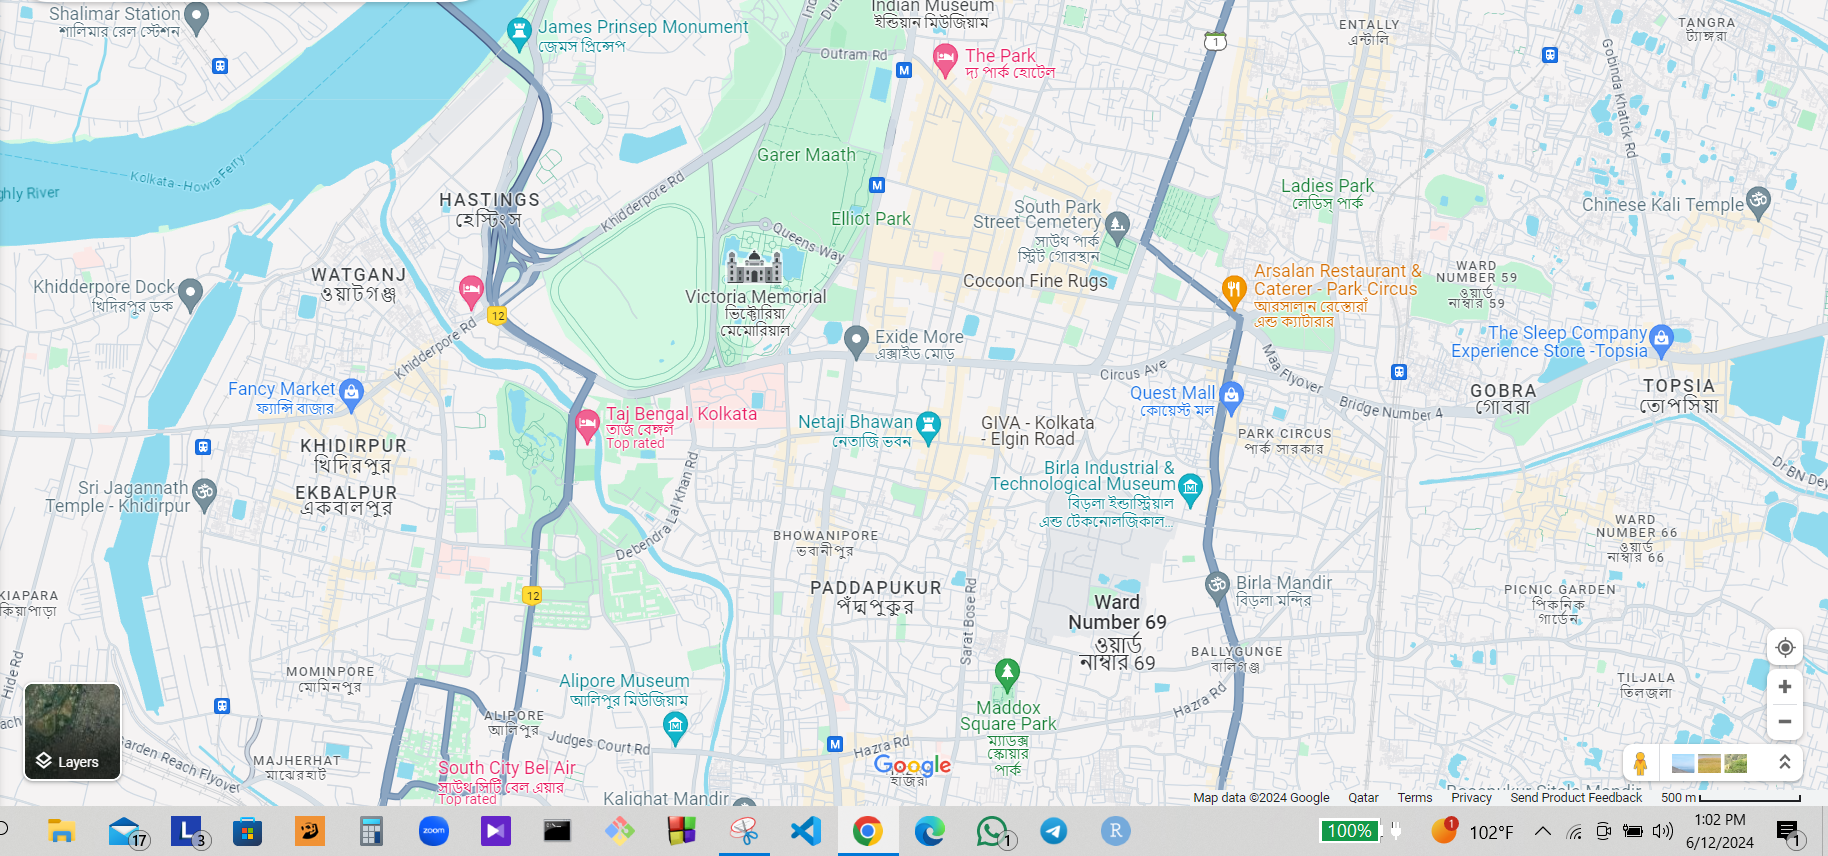 Shalimar Station
শালিমার রেল স্টেশন
James Prinsep Monument
জেমস প্রিন্সেপ
Indian Museum
ইন্ডিয়ান মিউজিয়াম
Outram Rd
M
The Park
দ্য পার্ক হোটেল
1
ENTALLY
এন্টালি
TANGRA
ট্যাংরা
Gobinda Khatick Rd
Garer Maath
Kolkata - Howra Ferry
ghly River
HASTINGS
হেস্টিংস
Khidderpore Rd
M
Elliot Park
Queens Way
South Park
Street Cemetery
সাউথ পার্ক
স্ট্রিট গোরস্থান
Ladies Park
লেডিস্ পার্ক
Chinese Kali Temple
WATGANJ
ওয়াটগঞ্জ
Khidderpore Dock
খিদিরপুর ডক
12
Victoria Memorial
ভিক্টোরিয়া
মেমোরিয়াল
Cocoon Fine Rugs
Arsalan Restaurant &
Caterer - Park Circus
আরসালান রেস্তোরাঁ
এন্ড ক্যাটারার
WARD
NUMBER 59
ওয়ার্ড
নাম্বার 59
Exide More
এক্সাইড মোড়
The Sleep Company
Experience Store -Topsia
Khidderpore Rd
Circus Ave
Maa Flyover
Fancy Market
ফ্যান্সি বাজার
Quest Mall
কোয়েস্ট মল
Bridge Number 4
GOBRA
গোবরা
TOPSIA
তোপসিয়া
Taj Bengal, Kolkata
তাজ বেঙ্গল
Top rated
Netaji Bhawan
নেতাজি ভবন
GIVA - Kolkata
- Elgin Road
PARK CIRCUS
পার্ক সারকার
KHIDIRPUR
খিদিরপুর
Dr BN Dey
Birla Industrial &
Technological Museum
বিড়লা ইন্ডাস্ট্রিয়াল
এন্ড টেকনোলজিকাল...
Sri Jagannath
Temple - Khidirpur
EKBALPUR
একবালপুর
Debendra Lal Khan Rd
BHOWANIPORE
ভবানীপুর
WARD
NUMBER 66
ওয়ার্ড
নাম্বার 66
KIAPARA
কিয়াপাড়া
12
PADDAPUKUR
পঁদ্মপুকুর
Sarat Bose Rd
Birla Mandir
বিড়লা মন্দির
PICNIC GARDEN
পিকনিক
গার্ডেন
Ward
Number 69
ওয়ার্ড
নাম্বার 69
Hide Rd
MOMINPORE
মোমিনপুর
BALLYGUNGE
বালিগঞ্জ
Alipore Museum
আলিপুর মিউজিয়াম
TILJALA
তিলজলা
Hazra Rd
Maddox
Square Park
ম্যাডক্স
স্কোয়ার
পার্ক
ALIPORE
আলিপুর
Judges Court Rd
M
Hazra Rd
Garden Reach Flyover
MAJHERHAT
মাঝেরহাট
Layers
South City Bel Air
সাউথ সিটি বেল এয়ার
Top rated
Google
হাজরা
Kalighat Mandir
Map data ©2024 Google Qatar Terms Privacy Send Product Feedback 500 m
17
3
zoom
1
R
100%
1
102°F
1:02 PM
6/12/2024
1